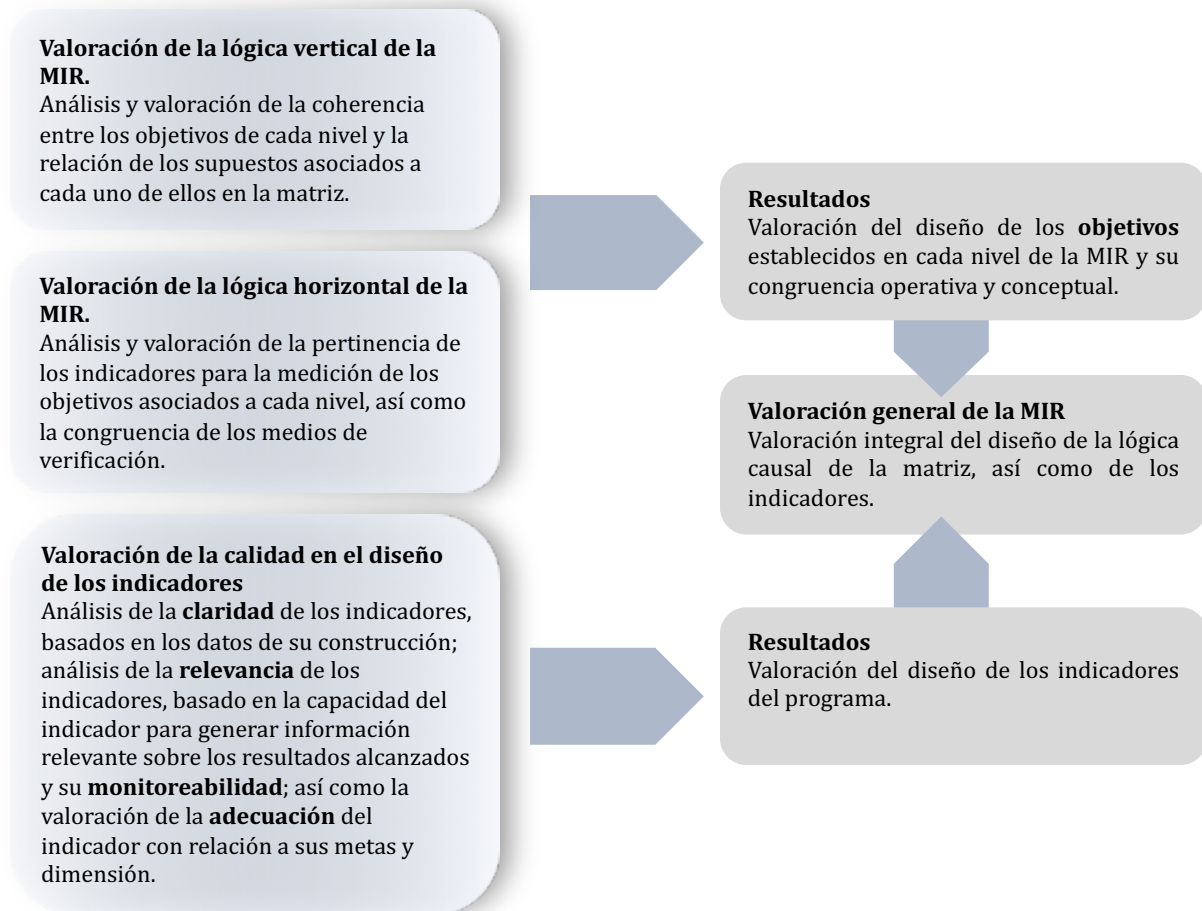 Valoración de la lógica vertical de la
MIR.
Análisis y valoración de la coherencia
entre los objetivos de cada nivel y la
relación de los supuestos asociados a
cada uno de ellos en la matriz.
Valoración de la lógica horizontal de la
MIR.
Análisis y valoración de la pertinencia de
los indicadores para la medición de los
objetivos asociados a cada nivel, así como
la congruencia de los medios de
verificación.
Valoración de la calidad en el diseño
de los indicadores
Análisis de la claridad de los indicadores,
basados en los datos de su construcción;
análisis de la relevancia de los
indicadores, basado en la capacidad del
indicador para generar información
relevante sobre los resultados alcanzados
y su monitoreabilidad; así como la
valoración de la adecuación del
indicador con relación a sus metas y
dimensión.
Resultados
Valoración del diseño de los objetivos
establecidos en cada nivel de la MIR y su
congruencia operativa y conceptual.
Valoración general de la MIR
Valoración integral del diseño de la lógica
causal de la matriz, así como de los
indicadores.
Resultados
Valoración del diseño de los indicadores
del programa.